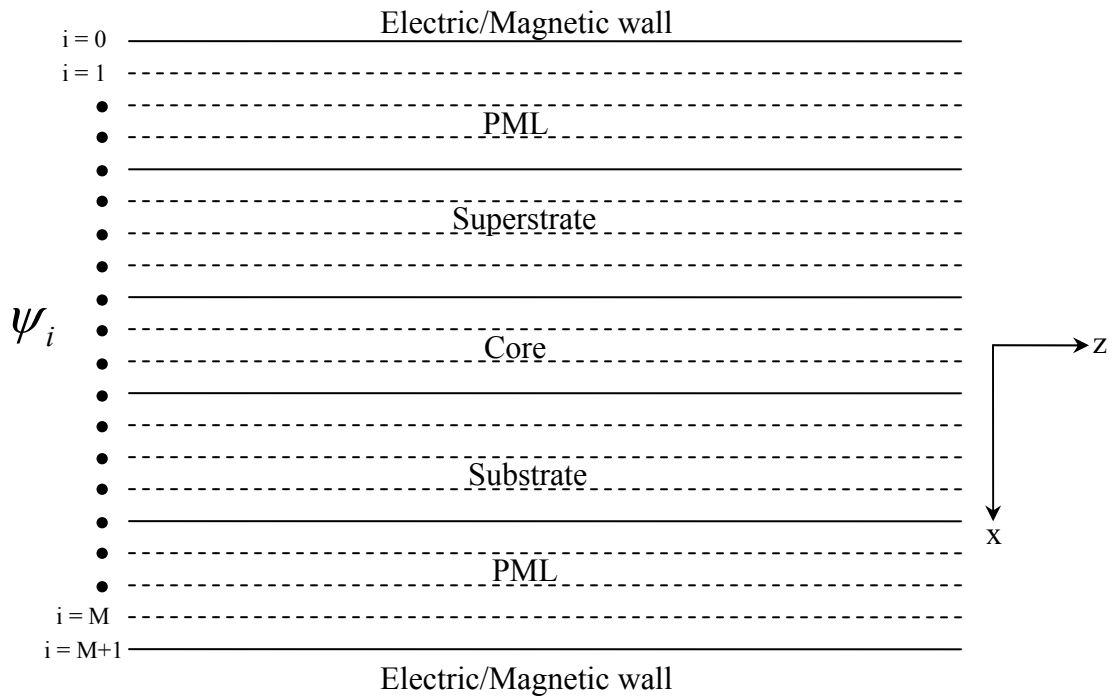 Electric/Magnetic wall
i = 0
i = 1
PML
Superstrate
ψi
Core
z
Substrate
x
PML
i = M
i = M+1
Electric/Magnetic wall